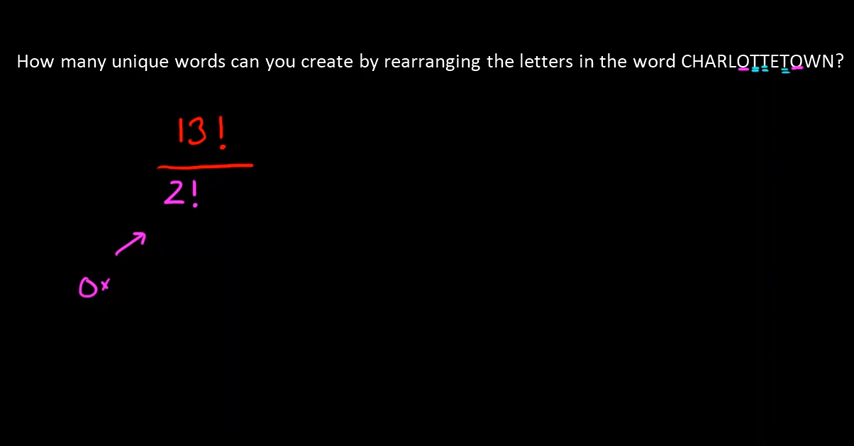 How many unique words can you create by rearranging the letters in the word CHARLOTTETOWN?
13!
2!
O×